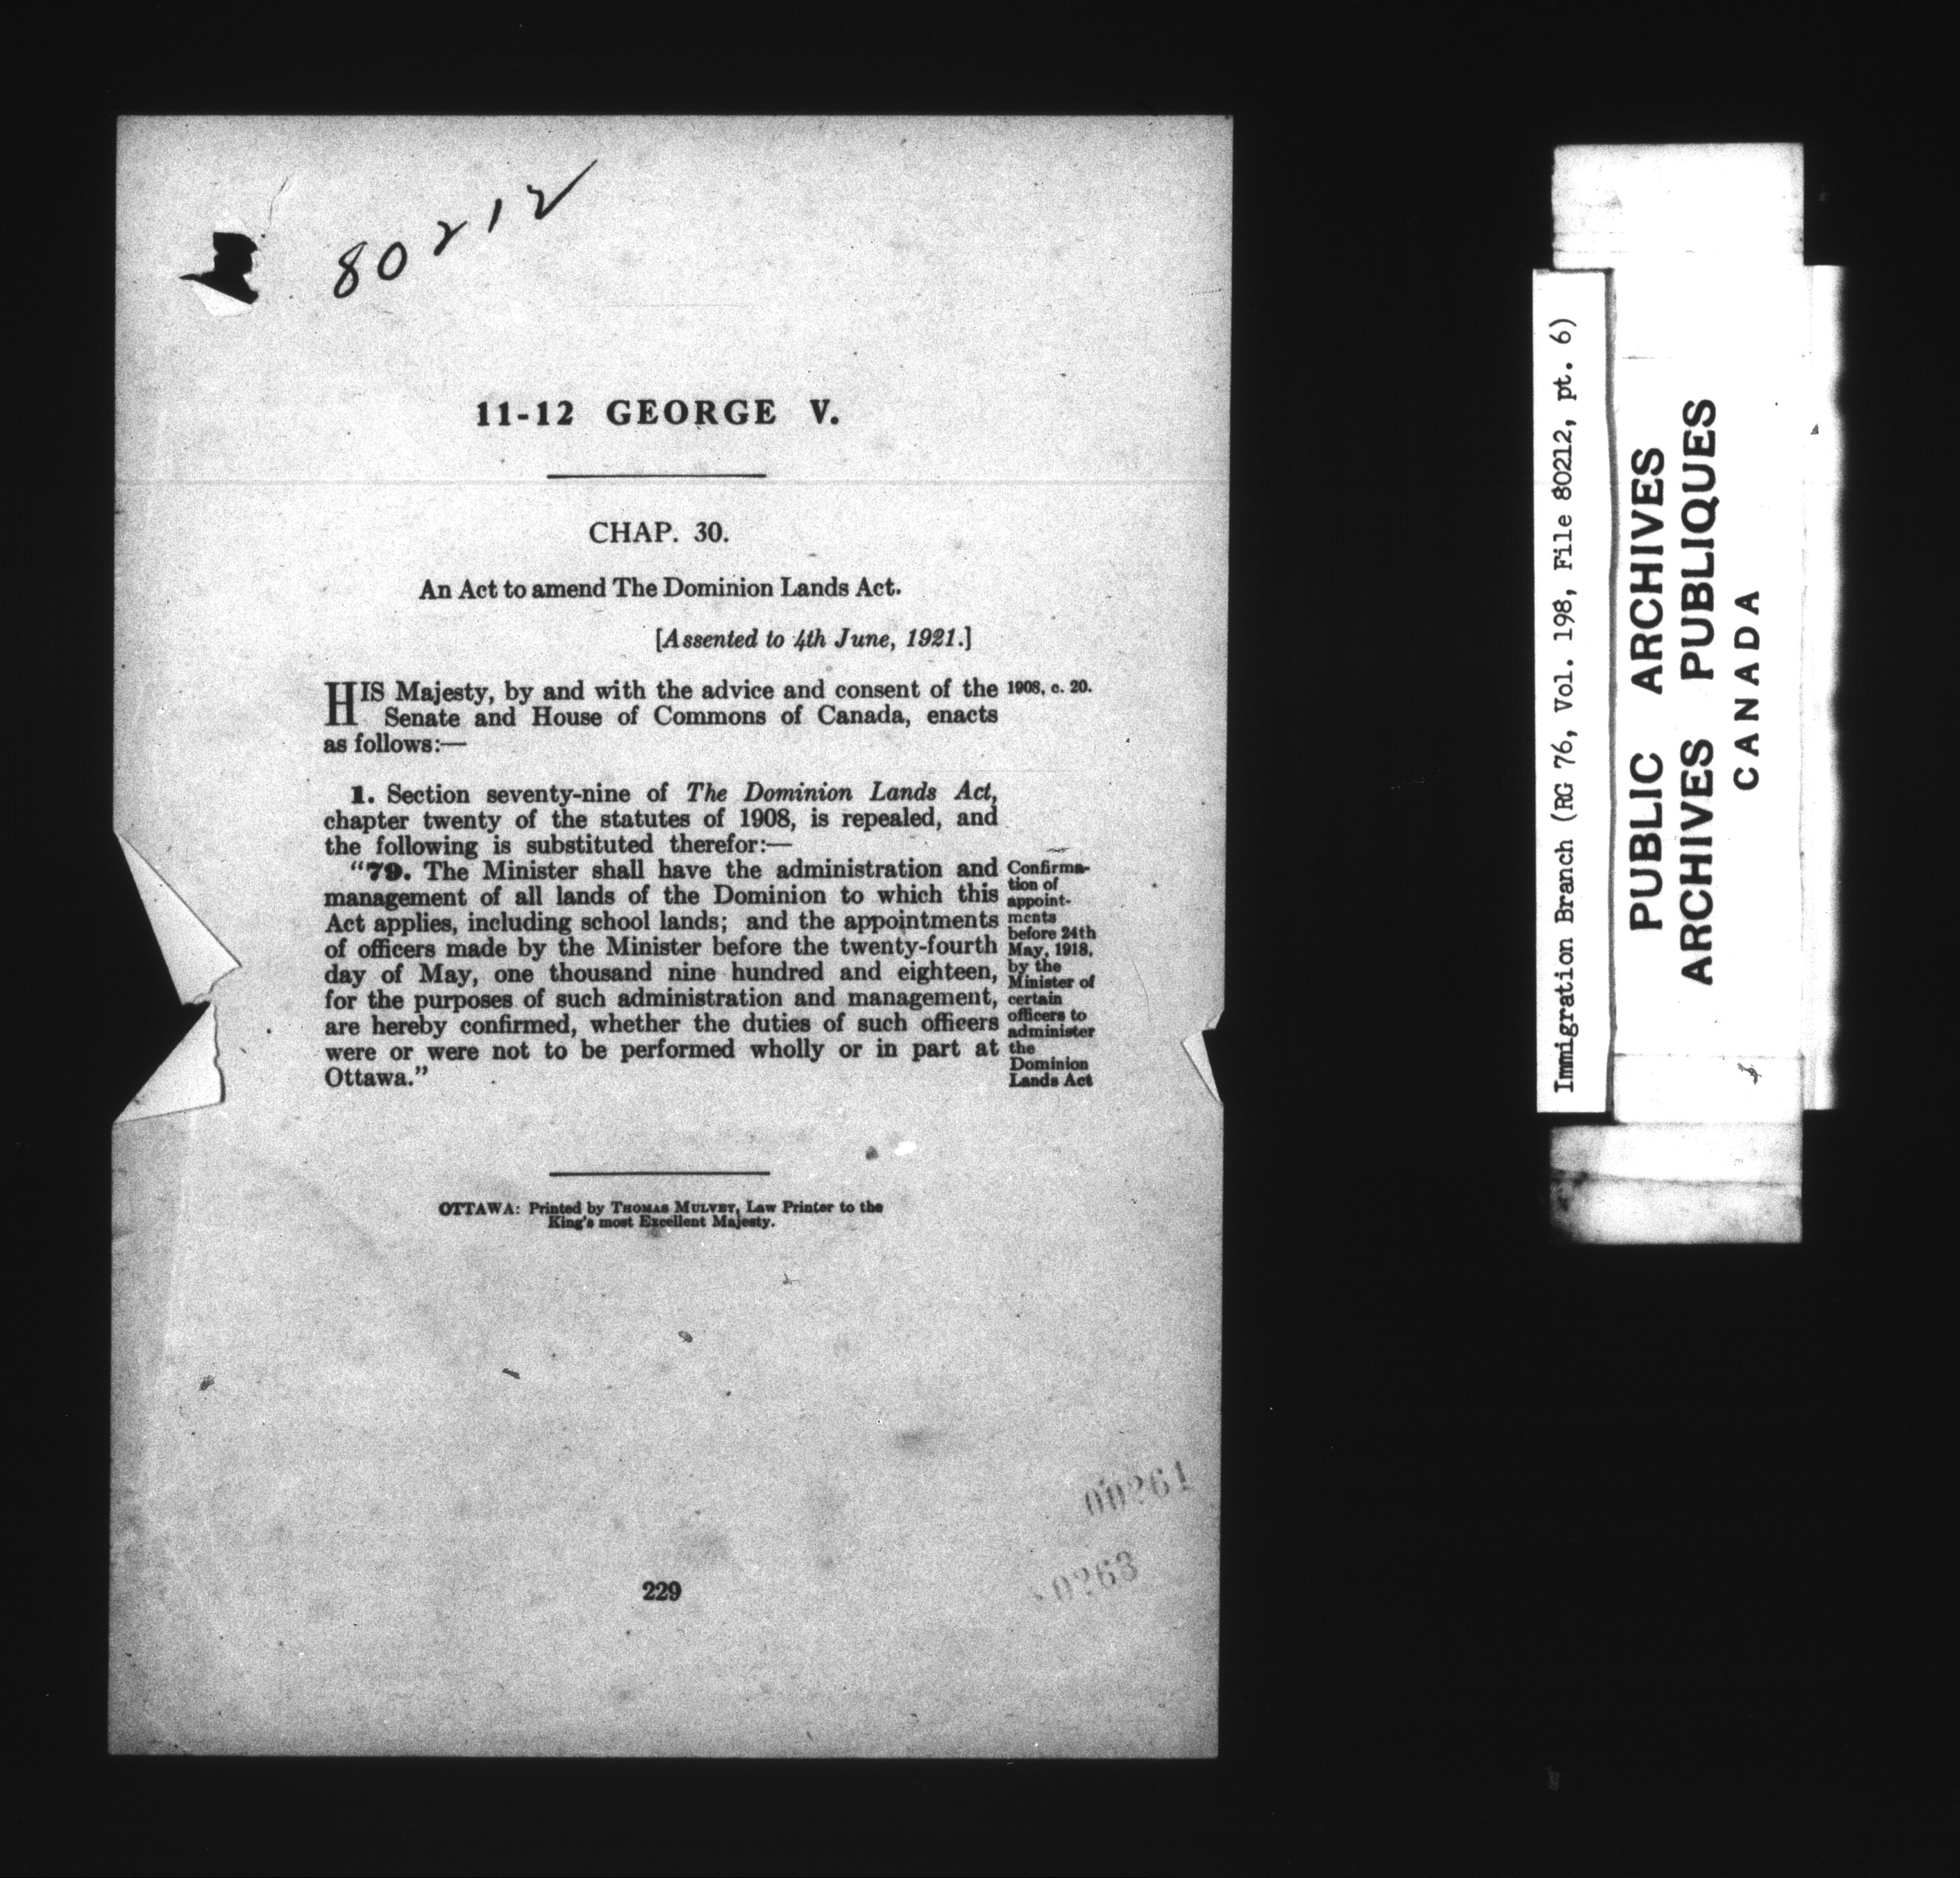 80212
11-12 GEORGE V.
CHAP. 30.
An Act to amend The Dominion Lands Act.
[Assented to 4th June, 1921.]
HIS Majesty, by and with the advice and consent of the
Senate and House of Commons of Canada, enacts
as follows:—
1908, c. 20.
1. Section seventy-nine of The Dominion Lands Act,
chapter twenty of the statutes of 1908, is repealed, and
the following is substituted therefor:—
"79. The Minister shall have the administration and
management of all lands of the Dominion to which this
Act applies, including school lands; and the appointments
of officers made by the Minister before the twenty-fourth
day of May, one thousand nine hundred and eighteen,
for the purposes of such administration and management,
are hereby confirmed, whether the duties of such officers
were or were not to be performed wholly or in part at
Ottawa."
Confirma-
tion of
appoint-
ments
before 24th
May, 1918,
by the
Minister of
certain
officers to
administer
the
Dominion
Lands Act
OTTAWA: Printed by THOMAS MULVEY, Law Printer to the
King's most Excellent Majesty.
229
Immigration Branch (RG 76, Vol. 198, File 80212, pt. 6)
PUBLIC ARCHIVES
ARCHIVES PUBLIQUES
CANADA